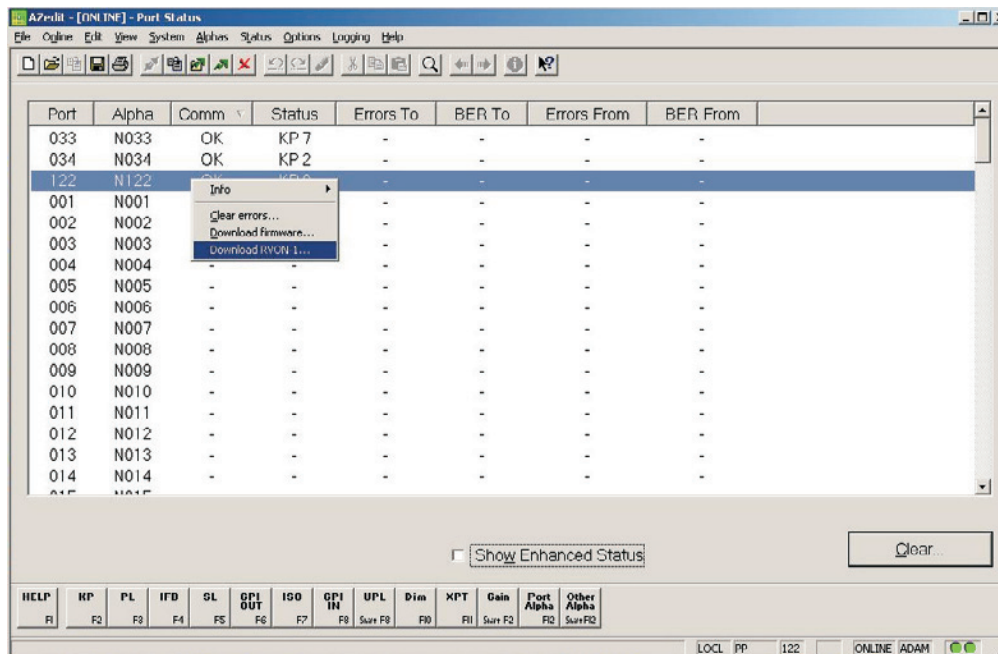 AZedit - [ONLINE] - Port Status
File Online Edit View System Alphas Status Options Logging Help
Port Alpha Comm Status Errors To BER To Errors From BER From
033 N033 OK KP 7 - - - -
034 N034 OK KP 2 - - - -
122 N122 - - - -
Info
001 N001 - - - -
Clear errors...
002 N002 - - - -
Download firmware...
003 N003 - - - -
Download RVON-1...
004 N004 - - - - - -
005 N005 - - - - - -
006 N006 - - - - - -
007 N007 - - - - - -
008 N008 - - - - - -
009 N009 - - - - - -
010 N010 - - - - - -
011 N011 - - - - - -
012 N012 - - - - - -
013 N013 - - - - - -
014 N014 - - - - - -
Show Enhanced Status
Clear...
HELP KP PL IFB SL GPI OUT ISO GPI IN UPL Dim XPT Gain Port Alpha Other Alpha
F1 F2 F3 F4 F5 F6 F7 F8 F10 F11 F2 F12
LOCL PP 122 ONLINE ADAM